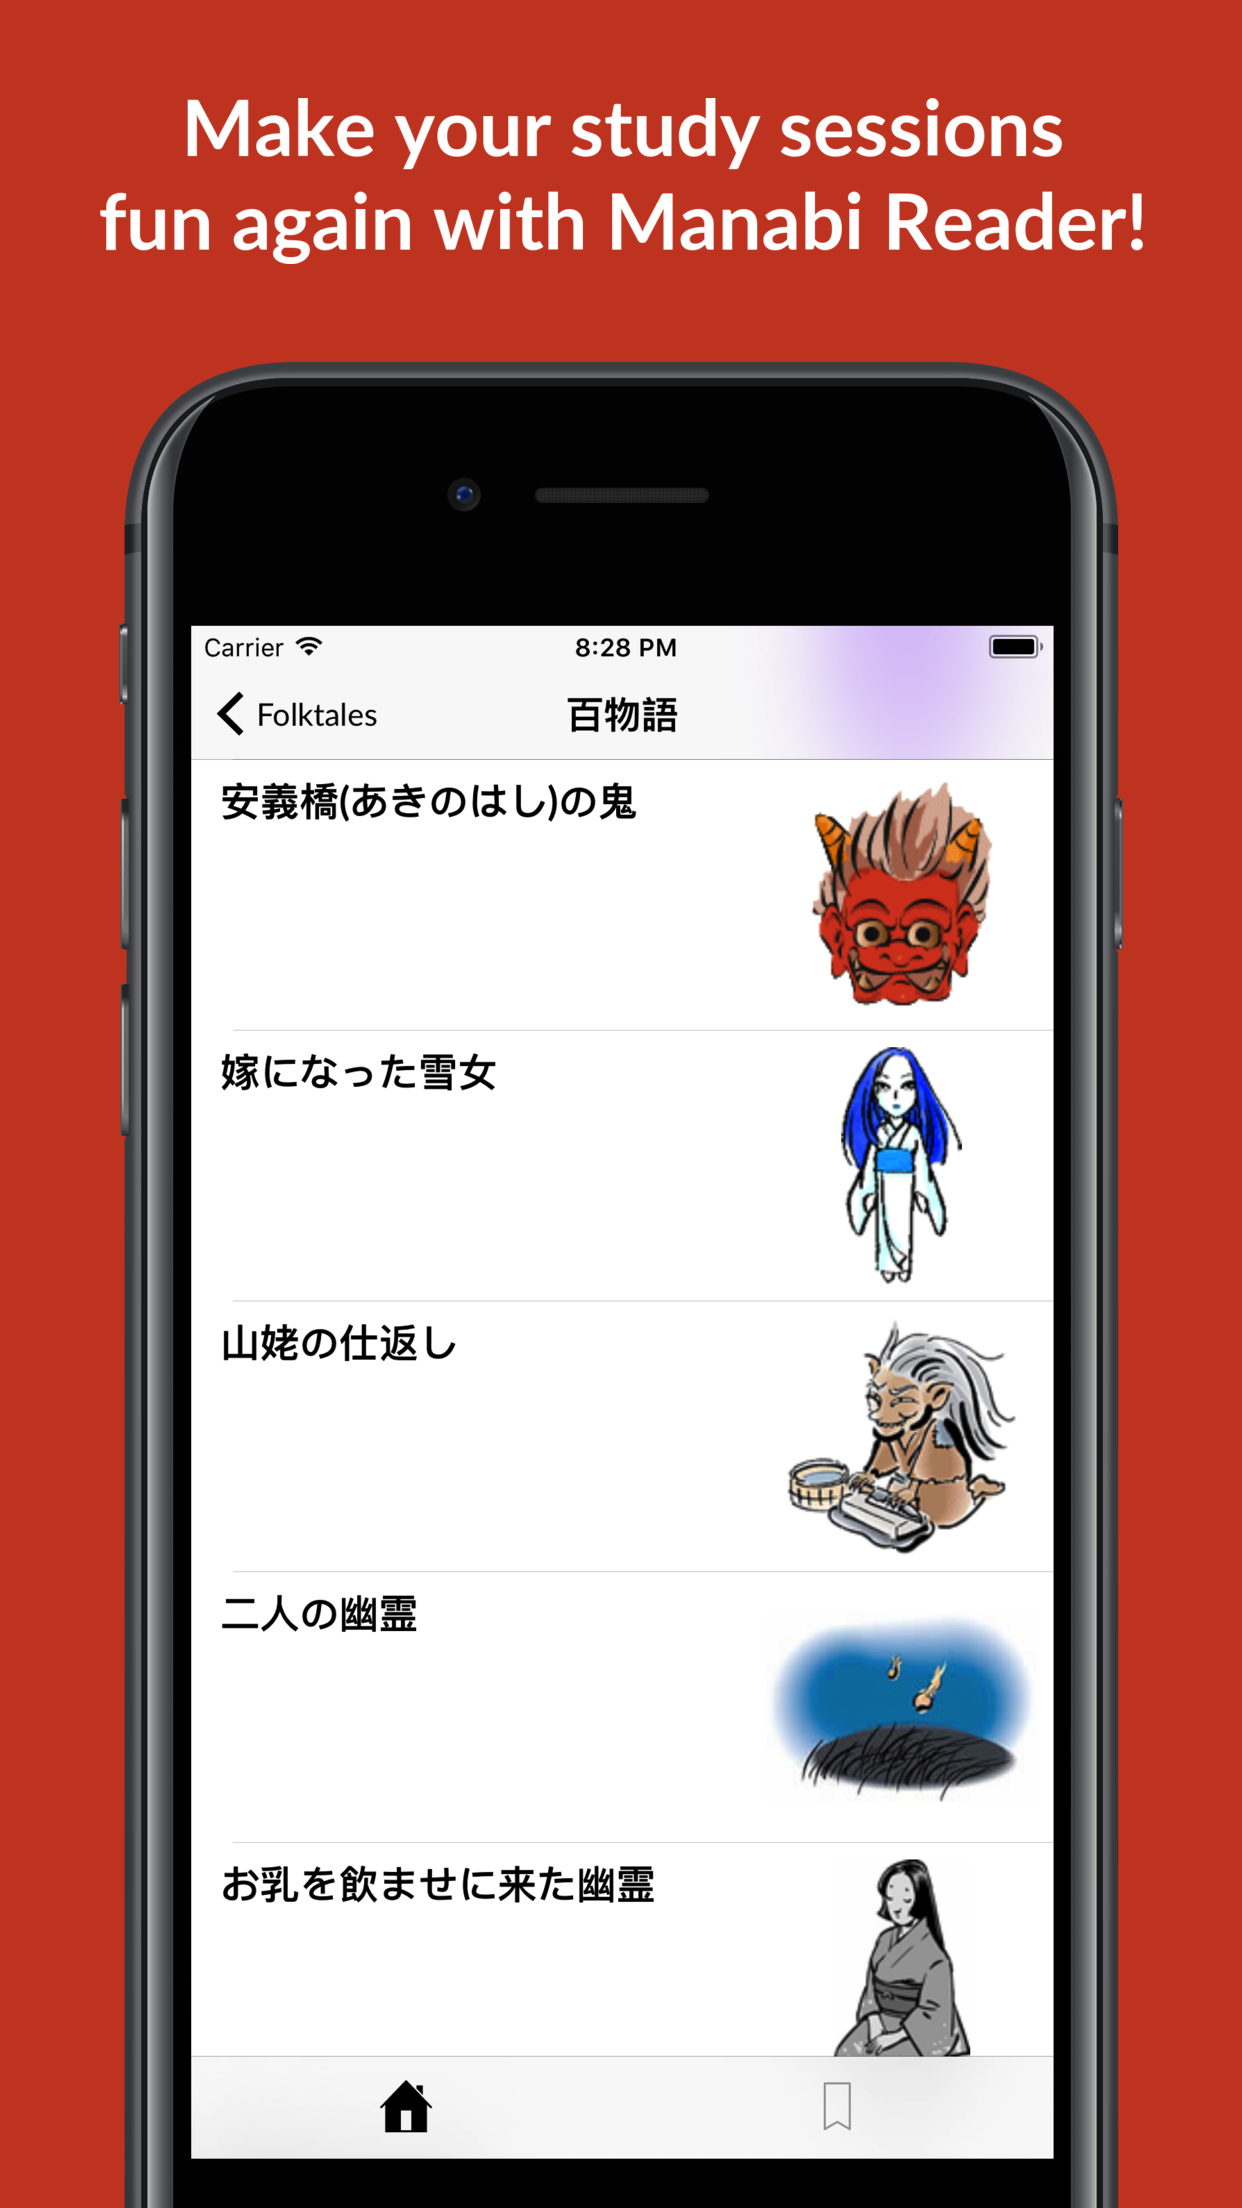 Make your study sessions
fun again with Manabi Reader!
Carrier 8:28 PM
Folktales 百物語
安義橋(あきのはし)の鬼
嫁になった雪女
山姥の仕返し
二人の幽霊
お乳を飲ませに来た幽霊